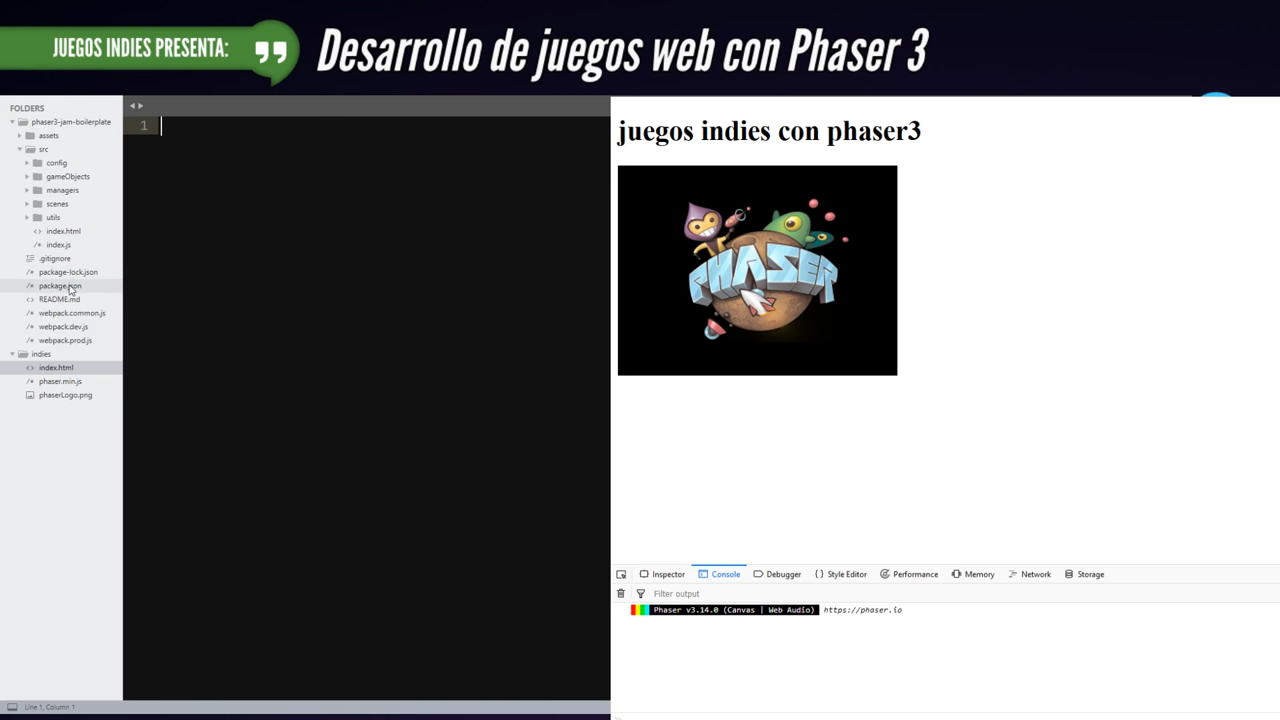 JUEGOS INDIES PRESENTA:
Desarrollo de juegos web con Phaser 3
FOLDERS
phaser3-jam-boilerplate
assets
src
config
gameObjects
managers
scenes
utils
index.html
index.js
.gitignore
package-lock.json
package.json
README.md
webpack.common.js
webpack.dev.js
webpack.prod.js
indies
index.html
phaser.min.js
phaserLogo.png
1
Line 1, Column 1
juegos indies con phaser3
PHASER
Inspector
Console
Debugger
Style Editor
Performance
Memory
Network
Storage
Filter output
Phaser v3.14.0 (Canvas | Web Audio) https://phaser.io